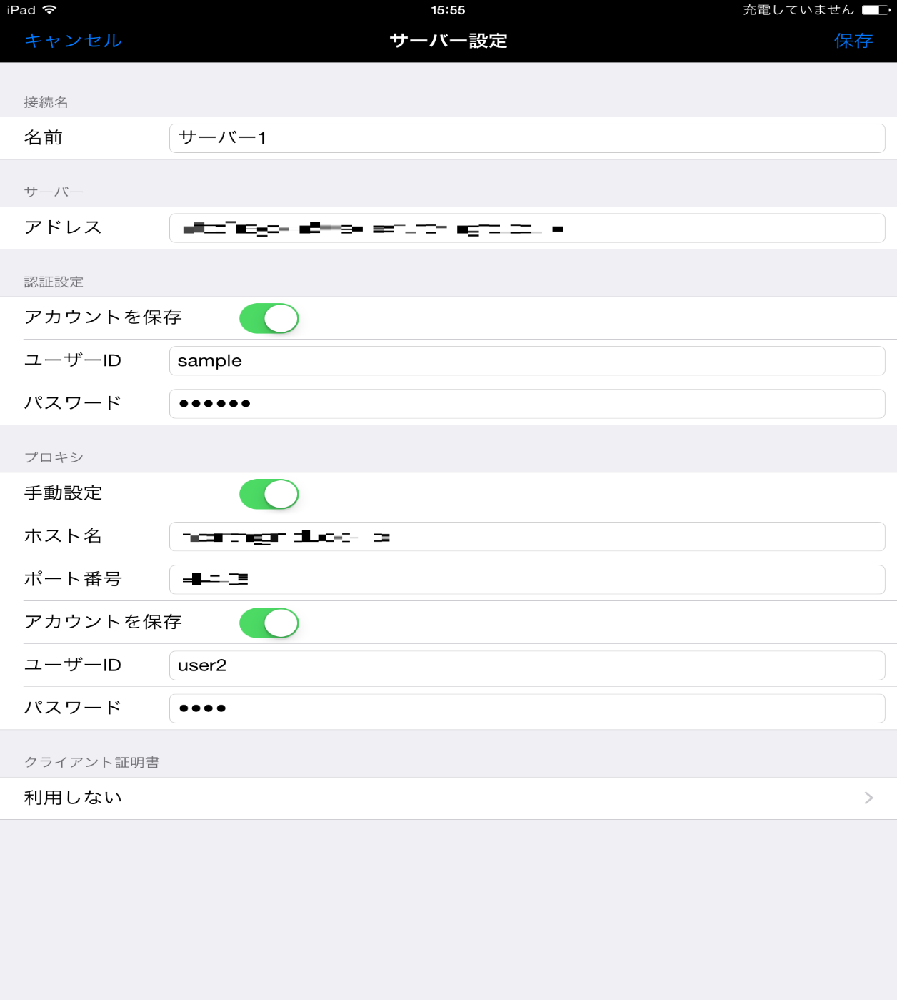 iPad 15:55 充電していません
キャンセル サーバー設定 保存
接続名
名前 サーバー1
サーバー
アドレス
認証設定
アカウントを保存
ユーザーID sample
パスワード ●●●●●●
プロキシ
手動設定
ホスト名
ポート番号
アカウントを保存
ユーザーID user2
パスワード ●●●●
クライアント証明書
利用しない